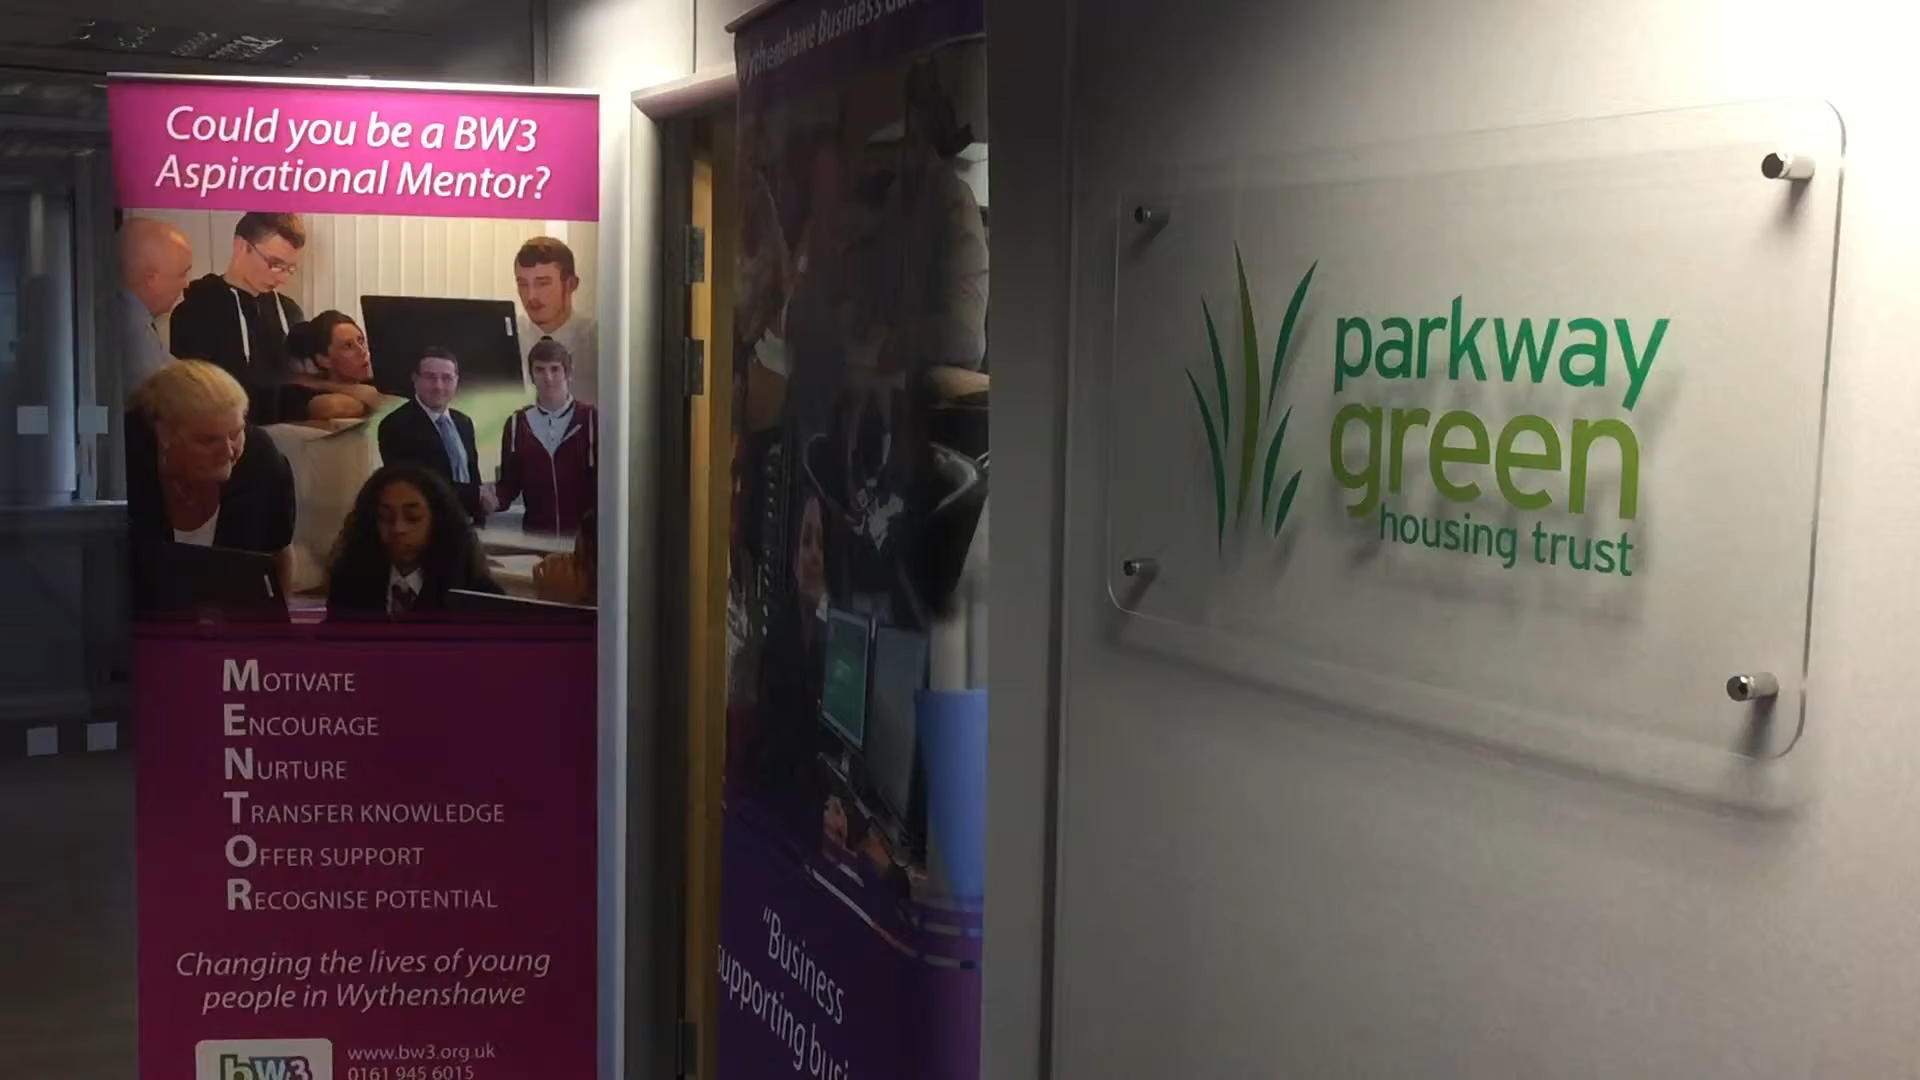 Could you be a BW3
Aspirational Mentor?
MOTIVATE
ENCOURAGE
NURTURE
TRANSFER KNOWLEDGE
OFFER SUPPORT
RECOGNISE POTENTIAL
Changing the lives of young
people in Wythenshawe
bw3
www.bw3.org.uk
0161 945 6015
Wythenshawe Business
"Business
supporting
parkway
green
housing trust